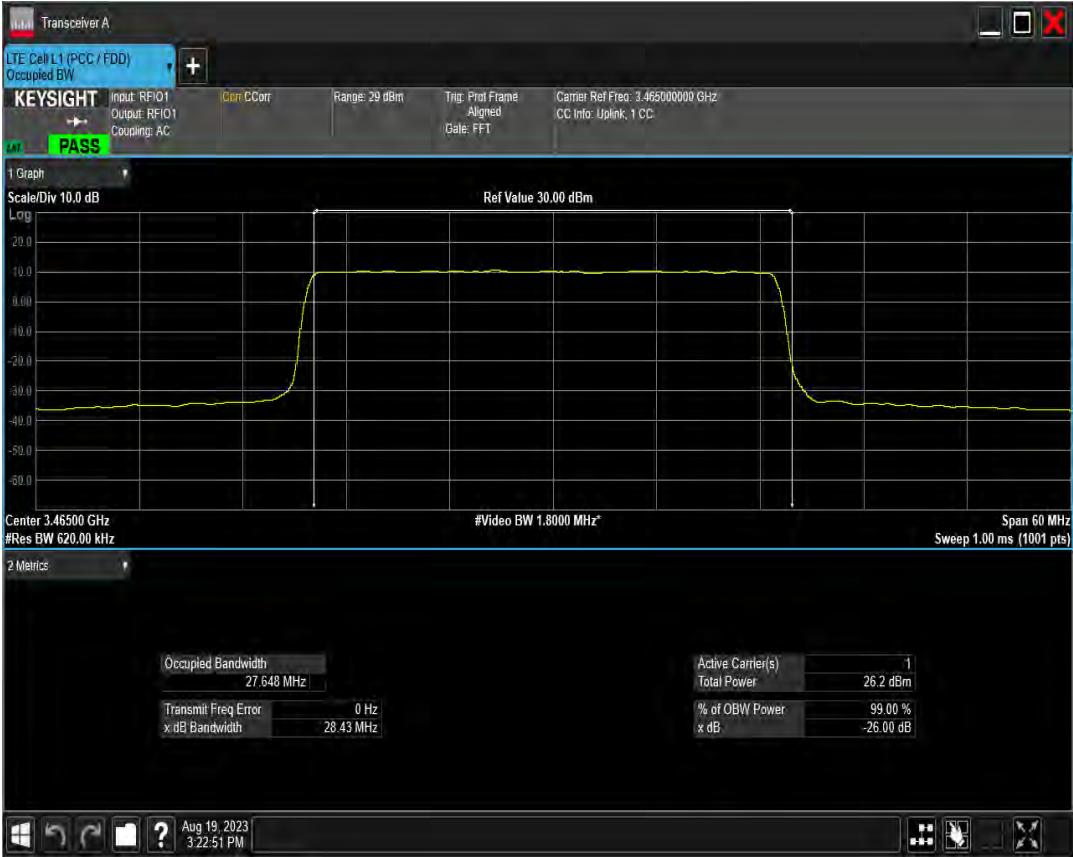 Transceiver A
LTE Cell L1 (PCC / FDD)
Occupied BW
+
KEYSIGHT
Input: RFIO1
Output: RFIO1
Coupling: AC
Corr CCorr
Range: 29 dBm
Trig: Prot Frame
Aligned
Gate: FFT
Carrier Ref Freq: 3.465000000 GHz
CC Info: Uplink, 1 CC
PASS
1 Graph
Scale/Div 10.0 dB
Ref Value 30.00 dBm
Log
20.0
10.0
0.00
-10.0
-20.0
-30.0
-40.0
-50.0
-60.0
Center 3.46500 GHz
#Video BW 1.8000 MHz*
Span 60 MHz
#Res BW 620.00 kHz
Sweep 1.00 ms (1001 pts)
2 Metrics
Occupied Bandwidth
27.648 MHz
Transmit Freq Error 0 Hz
x dB Bandwidth 28.43 MHz
Active Carrier(s) 1
Total Power 26.2 dBm
% of OBW Power 99.00 %
x dB -26.00 dB
?
Aug 19, 2023
3:22:51 PM